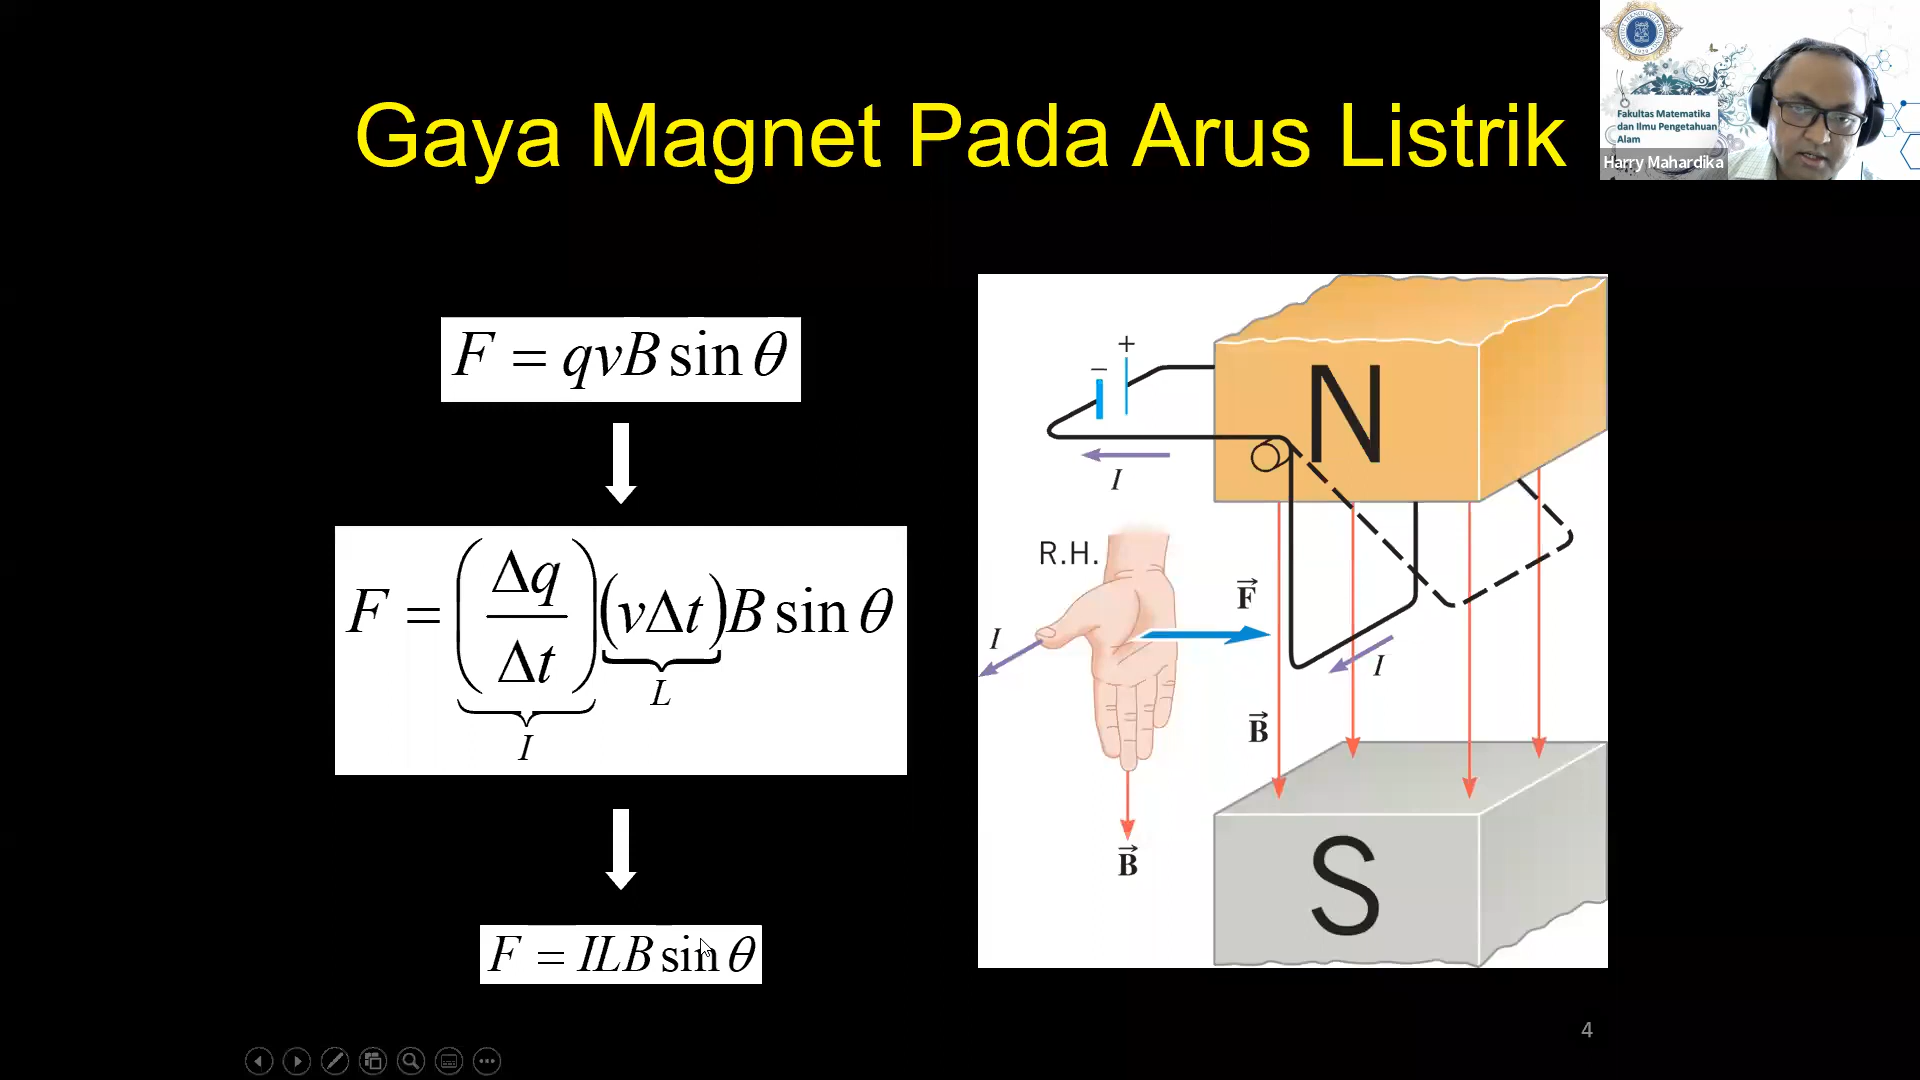 Gaya Magnet Pada Arus Listrik
Fakultas Matematika
dan Ilmu Pengetahuan
Alam
Harry Mahardika
F = qvB sin θ
F = (Δq/Δt)(vΔt)B sin θ
I
L
F = ILB sin θ
+
−
N
I
R.H.
F⃗
I
I
B⃗
B⃗
S
4